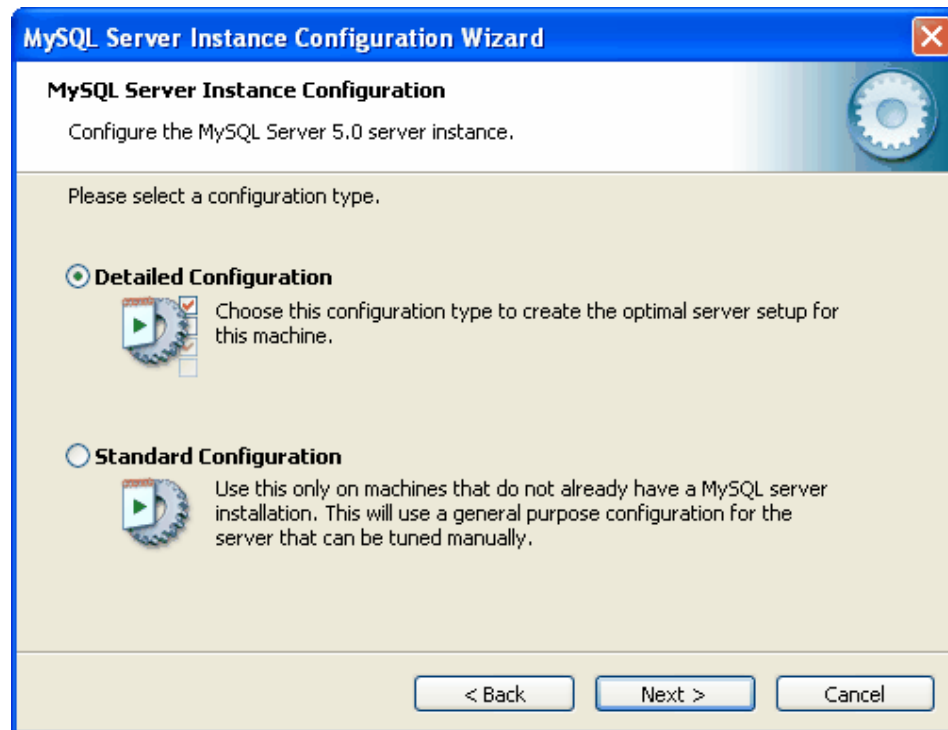 MySQL Server Instance Configuration Wizard
MySQL Server Instance Configuration
Configure the MySQL Server 5.0 server instance.
Please select a configuration type.
Detailed Configuration
Choose this configuration type to create the optimal server setup for
this machine.
Standard Configuration
Use this only on machines that do not already have a MySQL server
installation. This will use a general purpose configuration for the
server that can be tuned manually.
< Back
Next >
Cancel